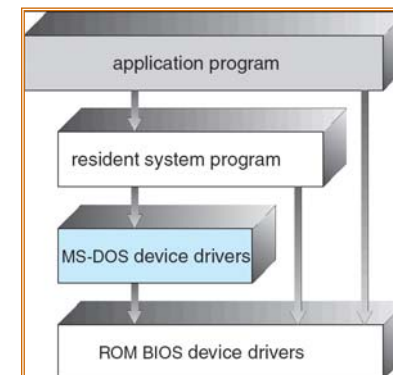 application program
resident system program
MS-DOS device drivers
ROM BIOS device drivers